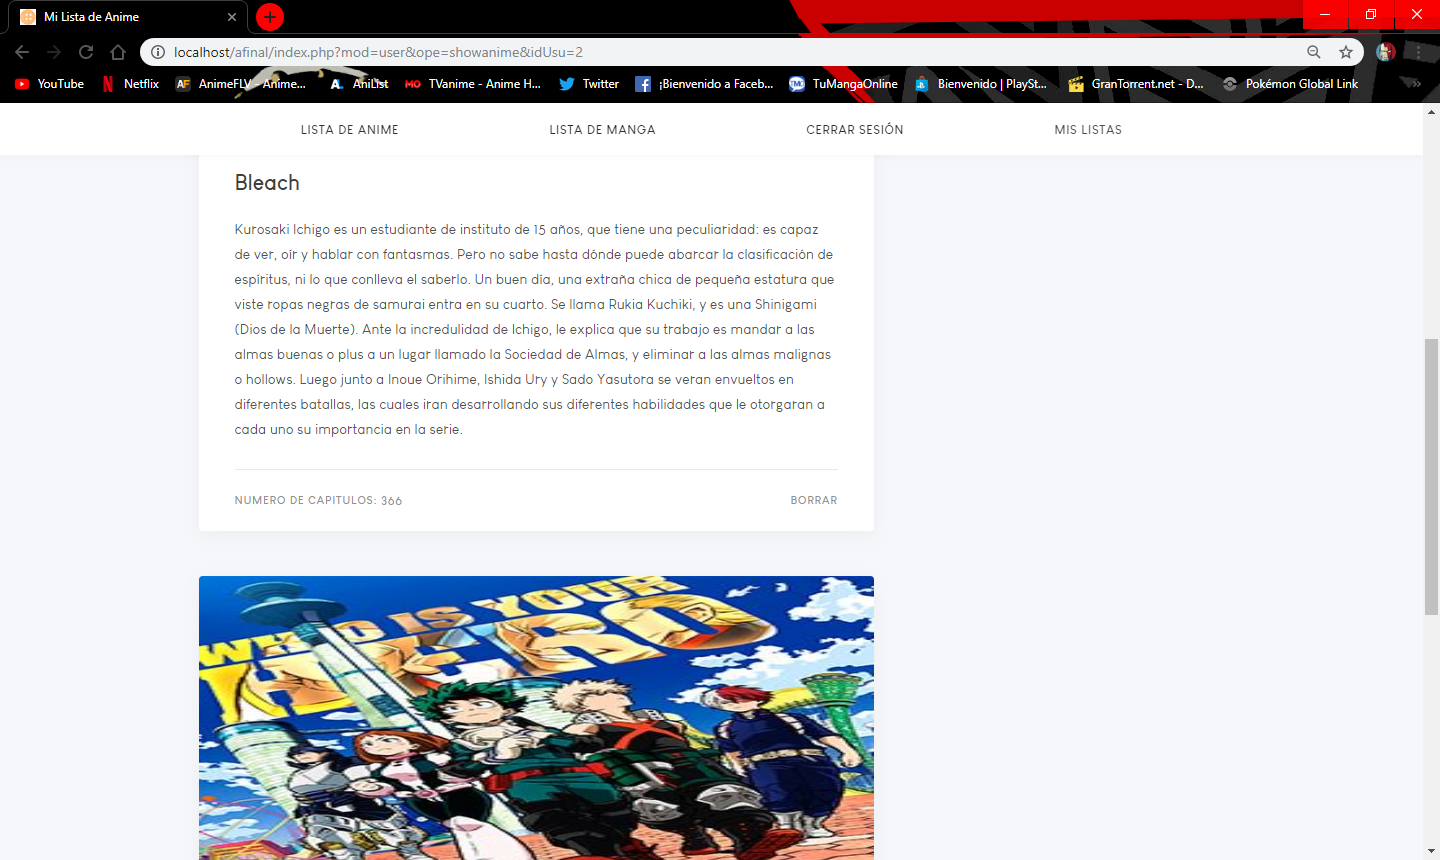 Mi Lista de Anime
localhost/afinal/index.php?mod=user&ope=showanime&idUsu=2
YouTube
Netflix
AF
AnimeFLV - Anime...
A
AniList
MO
TVanime - Anime H...
Twitter
¡Bienvenido a Faceb...
TMO
TuMangaOnline
Bienvenido | PlaySt...
GranTorrent.net - D...
Pokémon Global Link
LISTA DE ANIME
LISTA DE MANGA
CERRAR SESIÓN
MIS LISTAS
Bleach
Kurosaki Ichigo es un estudiante de instituto de 15 años, que tiene una peculiaridad: es capaz
de ver, oír y hablar con fantasmas. Pero no sabe hasta dónde puede abarcar la clasificación de
espíritus, ni lo que conlleva el saberlo. Un buen día, una extraña chica de pequeña estatura que
viste ropas negras de samurai entra en su cuarto. Se llama Rukia Kuchiki, y es una Shinigami
(Dios de la Muerte). Ante la incredulidad de Ichigo, le explica que su trabajo es mandar a las
almas buenas o plus a un lugar llamado la Sociedad de Almas, y eliminar a las almas malignas
o hollows. Luego junto a Inoue Orihime, Ishida Ury y Sado Yasutora se veran envueltos en
diferentes batallas, las cuales iran desarrollando sus diferentes habilidades que le otorgaran a
cada uno su importancia en la serie.
NUMERO DE CAPITULOS: 366
BORRAR
WHO IS YOUR
HERO